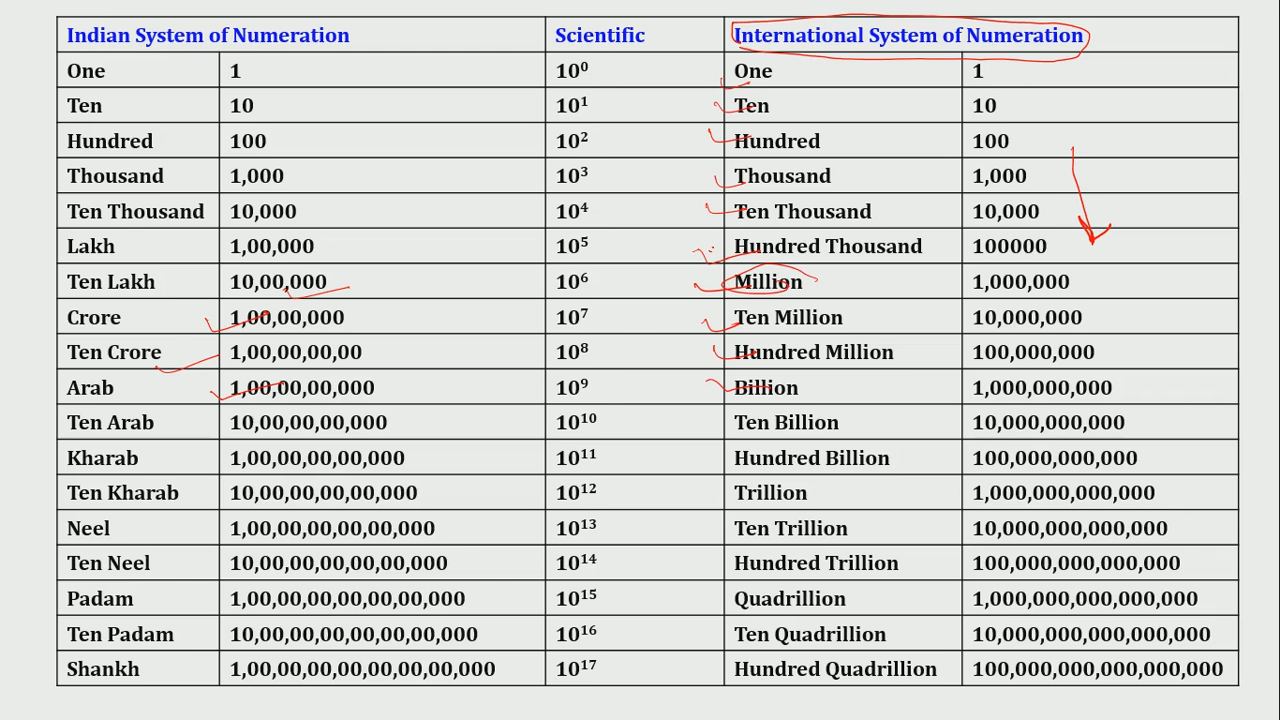 Indian System of Numeration Scientific International System of Numeration
One 1 10⁰ One 1
Ten 10 10¹ Ten 10
Hundred 100 10² Hundred 100
Thousand 1,000 10³ Thousand 1,000
Ten Thousand 10,000 10⁴ Ten Thousand 10,000
Lakh 1,00,000 10⁵ Hundred Thousand 100000
Ten Lakh 10,00,000 10⁶ Million 1,000,000
Crore 1,00,00,000 10⁷ Ten Million 10,000,000
Ten Crore 1,00,00,00,00 10⁸ Hundred Million 100,000,000
Arab 1,00,00,00,000 10⁹ Billion 1,000,000,000
Ten Arab 10,00,00,00,000 10¹⁰ Ten Billion 10,000,000,000
Kharab 1,00,00,00,00,000 10¹¹ Hundred Billion 100,000,000,000
Ten Kharab 10,00,00,00,00,000 10¹² Trillion 1,000,000,000,000
Neel 1,00,00,00,00,00,000 10¹³ Ten Trillion 10,000,000,000,000
Ten Neel 10,00,00,00,00,00,000 10¹⁴ Hundred Trillion 100,000,000,000,000
Padam 1,00,00,00,00,00,00,000 10¹⁵ Quadrillion 1,000,000,000,000,000
Ten Padam 10,00,00,00,00,00,00,000 10¹⁶ Ten Quadrillion 10,000,000,000,000,000
Shankh 1,00,00,00,00,00,00,00,000 10¹⁷ Hundred Quadrillion 100,000,000,000,000,000